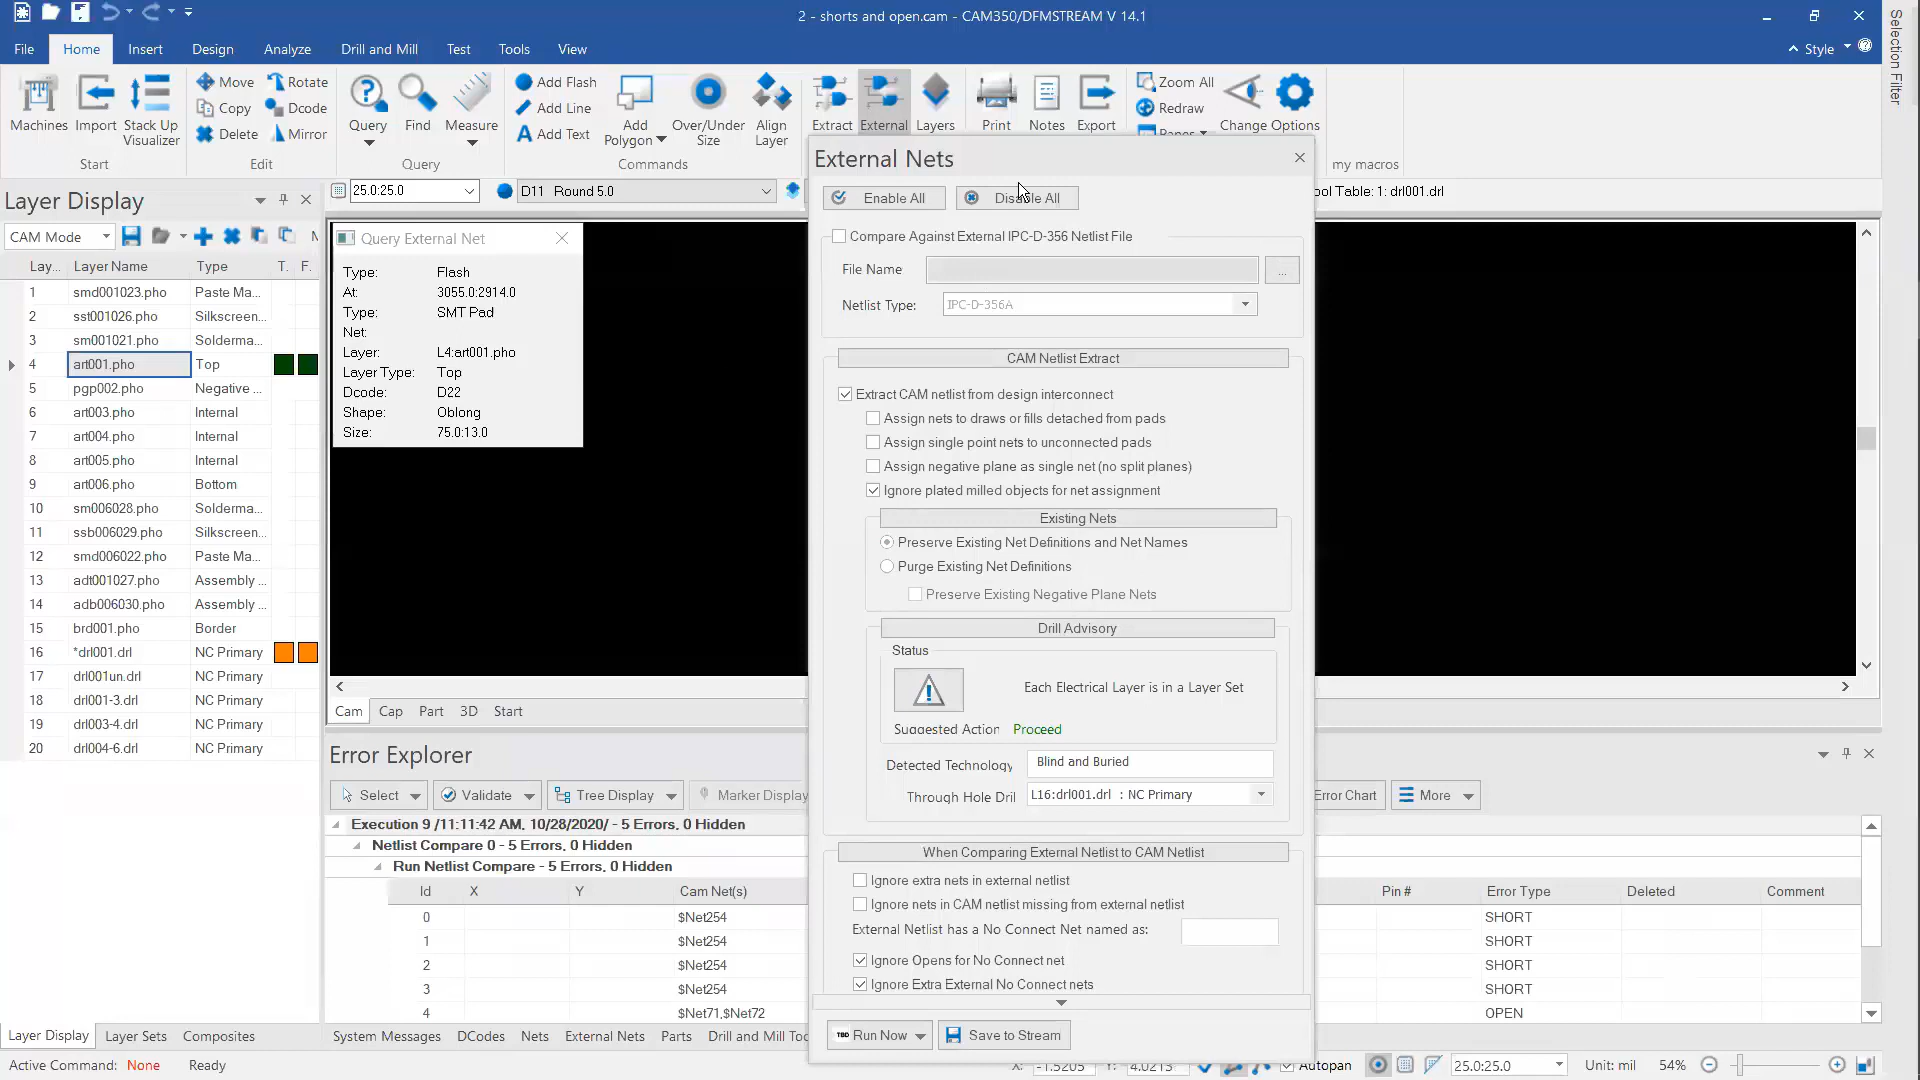 2 - shorts and open.cam - CAM350/DFMSTREAM V 14.1
File Home Insert Design Analyze Drill and Mill Test Tools View
Style
Selection Filter
Move Rotate
Copy Dcode
Delete Mirror
Add Flash
Add Line
Add Text
Zoom All
Redraw
Panes
Machines Import Stack Up Visualizer
Query Find Measure
Add Polygon
Over/Under Size
Align Layer
Extract External Layers
Print Notes Export
Change Options
Start Edit Query Commands my macros
25.0:25.0
D11 Round 5.0
ool Table: 1: drl001.drl
Layer Display
CAM Mode
Lay... Layer Name Type T. F.
1 smd001023.pho Paste Ma...
2 sst001026.pho Silkscreen...
3 sm001021.pho Solderma...
4 art001.pho Top
5 pgp002.pho Negative ...
6 art003.pho Internal
7 art004.pho Internal
8 art005.pho Internal
9 art006.pho Bottom
10 sm006028.pho Solderma...
11 ssb006029.pho Silkscreen...
12 smd006022.pho Paste Ma...
13 adt001027.pho Assembly ...
14 adb006030.pho Assembly ...
15 brd001.pho Border
16 *drl001.drl NC Primary
17 drl001un.drl NC Primary
18 drl001-3.drl NC Primary
19 drl003-4.drl NC Primary
20 drl004-6.drl NC Primary
Layer Display Layer Sets Composites
Query External Net
Type: Flash
At: 3055.0:2914.0
Type: SMT Pad
Net:
Layer: L4:art001.pho
Layer Type: Top
Dcode: D22
Shape: Oblong
Size: 75.0:13.0
External Nets
Enable All Disable All
Compare Against External IPC-D-356 Netlist File
File Name ...
Netlist Type: IPC-D-356A
CAM Netlist Extract
Extract CAM netlist from design interconnect
Assign nets to draws or fills detached from pads
Assign single point nets to unconnected pads
Assign negative plane as single net (no split planes)
Ignore plated milled objects for net assignment
Existing Nets
Preserve Existing Net Definitions and Net Names
Purge Existing Net Definitions
Preserve Existing Negative Plane Nets
Drill Advisory
Status
Each Electrical Layer is in a Layer Set
Suggested Action Proceed
Detected Technology Blind and Buried
Through Hole Dril L16:drl001.drl : NC Primary
When Comparing External Netlist to CAM Netlist
Ignore extra nets in external netlist
Ignore nets in CAM netlist missing from external netlist
External Netlist has a No Connect Net named as:
Ignore Opens for No Connect net
Ignore Extra External No Connect nets
TBD Run Now Save to Stream
Cam Cap Part 3D Start
Error Explorer
Select Validate Tree Display Marker Display
Error Chart More
Execution 9 /11:11:42 AM, 10/28/2020/ - 5 Errors, 0 Hidden
Netlist Compare 0 - 5 Errors, 0 Hidden
Run Netlist Compare - 5 Errors, 0 Hidden
Id X Y Cam Net(s) Pin # Error Type Deleted Comment
0 $Net254 SHORT
1 $Net254 SHORT
2 $Net254 SHORT
3 $Net254 SHORT
4 $Net71,$Net72 OPEN
System Messages DCodes Nets External Nets Parts Drill and Mill Too
Active Command: None Ready
X: -1.5205 Y: 4.0213 Autopan 25.0:25.0 Unit: mil 54%